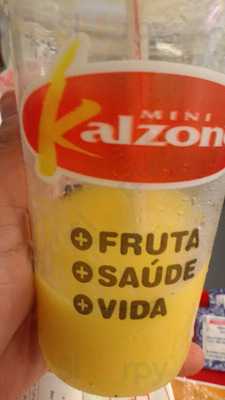 MINI
Kalzone
+FRUTA
+SAÚDE
+VIDA